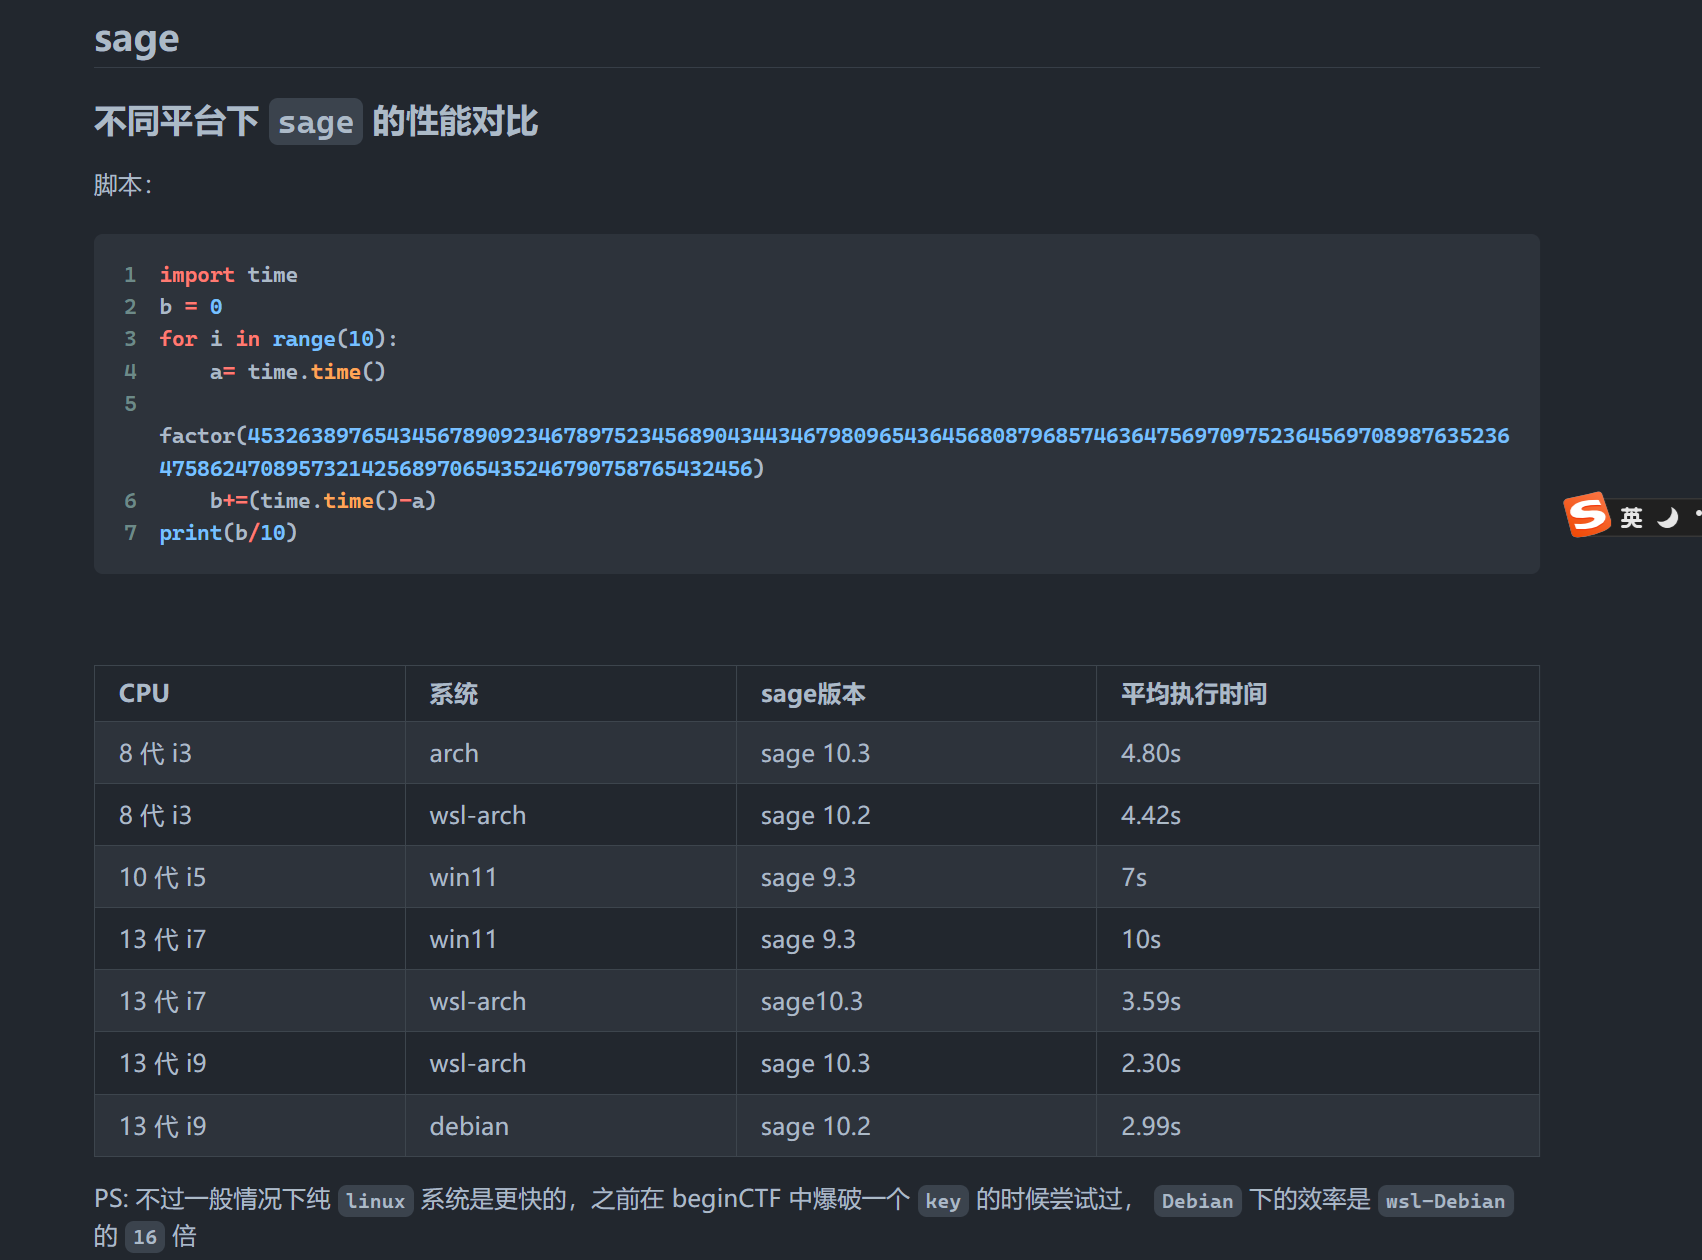 sage
不同平台下 sage 的性能对比
脚本：
1 import time
2 b = 0
3 for i in range(10):
4     a= time.time()
5
factor(453263897654345678909234678975234568904344346798096543645680879685746364756970975236456970898763523 6
475862470895732142568970654352467907587654324 56)
6     b+=(time.time()-a)
7 print(b/10)
英
CPU 系统 sage版本 平均执行时间
8 代 i3 arch sage 10.3 4.80s
8 代 i3 wsl-arch sage 10.2 4.42s
10 代 i5 win11 sage 9.3 7s
13 代 i7 win11 sage 9.3 10s
13 代 i7 wsl-arch sage10.3 3.59s
13 代 i9 wsl-arch sage 10.3 2.30s
13 代 i9 debian sage 10.2 2.99s
PS: 不过一般情况下纯 linux 系统是更快的，之前在 beginCTF 中爆破一个 key 的时候尝试过， Debian 下的效率是 wsl-Debian
的 16 倍